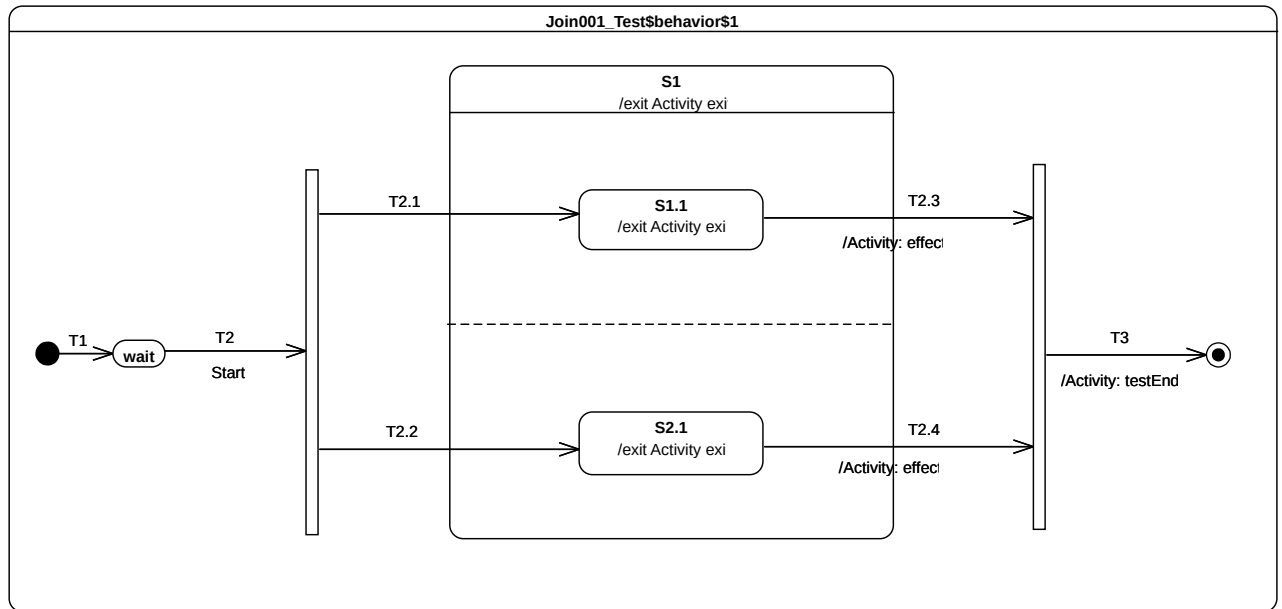 Join001_Test$behavior$1
S1
/exit Activity exi
T2.1
S1.1
/exit Activity exi
T2.3
/Activity: effect
T1
wait
T2
Start
T3
/Activity: testEnd
T2.2
S2.1
/exit Activity exi
T2.4
/Activity: effect